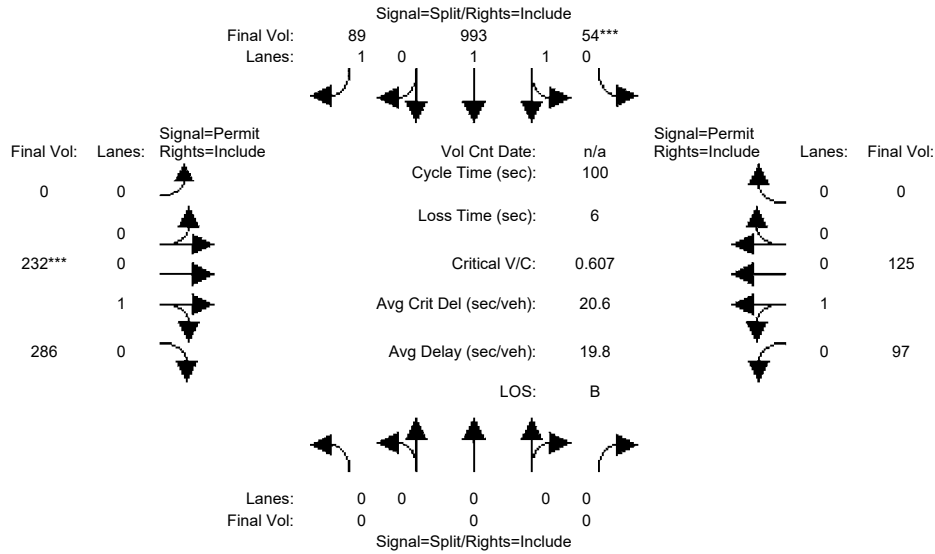 Signal=Split/Rights=Include
Final Vol: 89 993 54***
Lanes: 1 0 1 1 0
Signal=Permit Signal=Permit
Final Vol: Lanes: Rights=Include Vol Cnt Date: n/a Rights=Include Lanes: Final Vol:
Cycle Time (sec): 100
0 0 0 0
Loss Time (sec): 6
0 0
232*** 0 Critical V/C: 0.607 0 125
1 Avg Crit Del (sec/veh): 20.6 1
286 0 Avg Delay (sec/veh): 19.8 0 97
LOS: B
Lanes: 0 0 0 0 0
Final Vol: 0 0 0
Signal=Split/Rights=Include